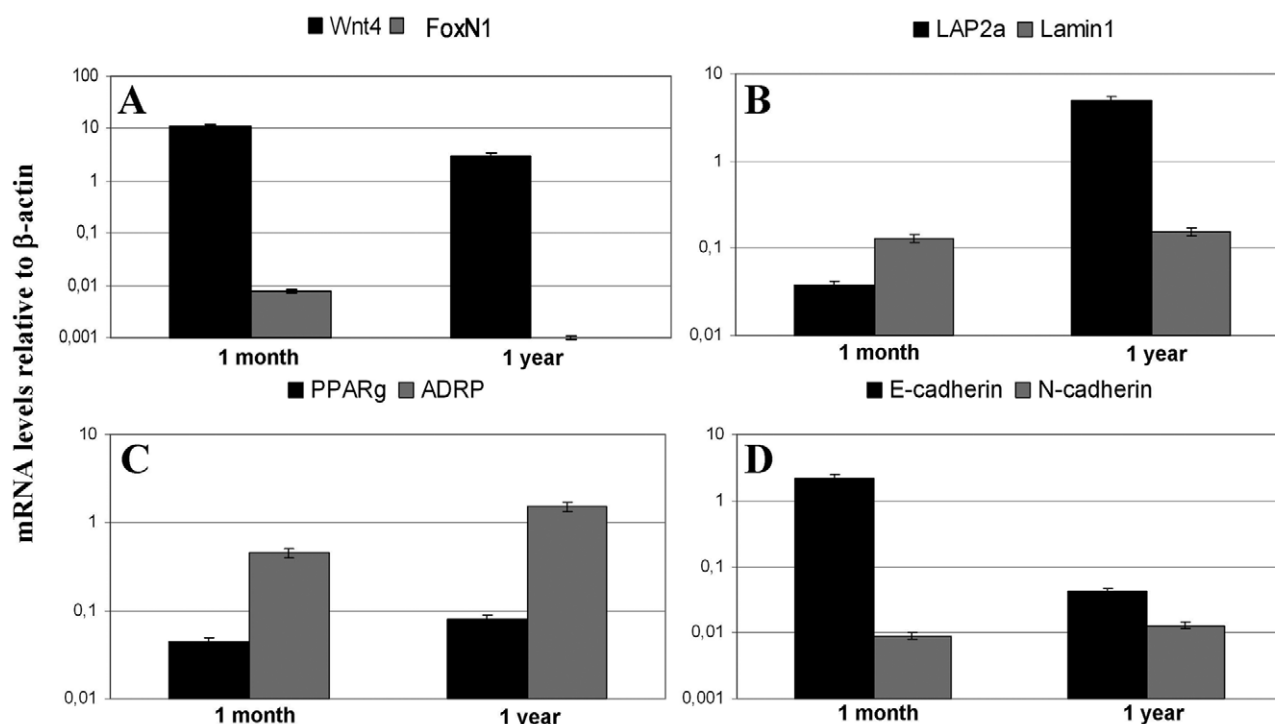 Wnt4 FoxN1
LAP2a Lamin1
mRNA levels relative to β-actin
A
100
10
1
0,1
0,01
0,001
1 month 1 year
B
10
1
0,1
0,01
1 month 1 year
PPARg ADRP
E-cadherin N-cadherin
C
10
1
0,1
0,01
1 month 1 year
D
10
1
0,1
0,01
0,001
1 month 1 year